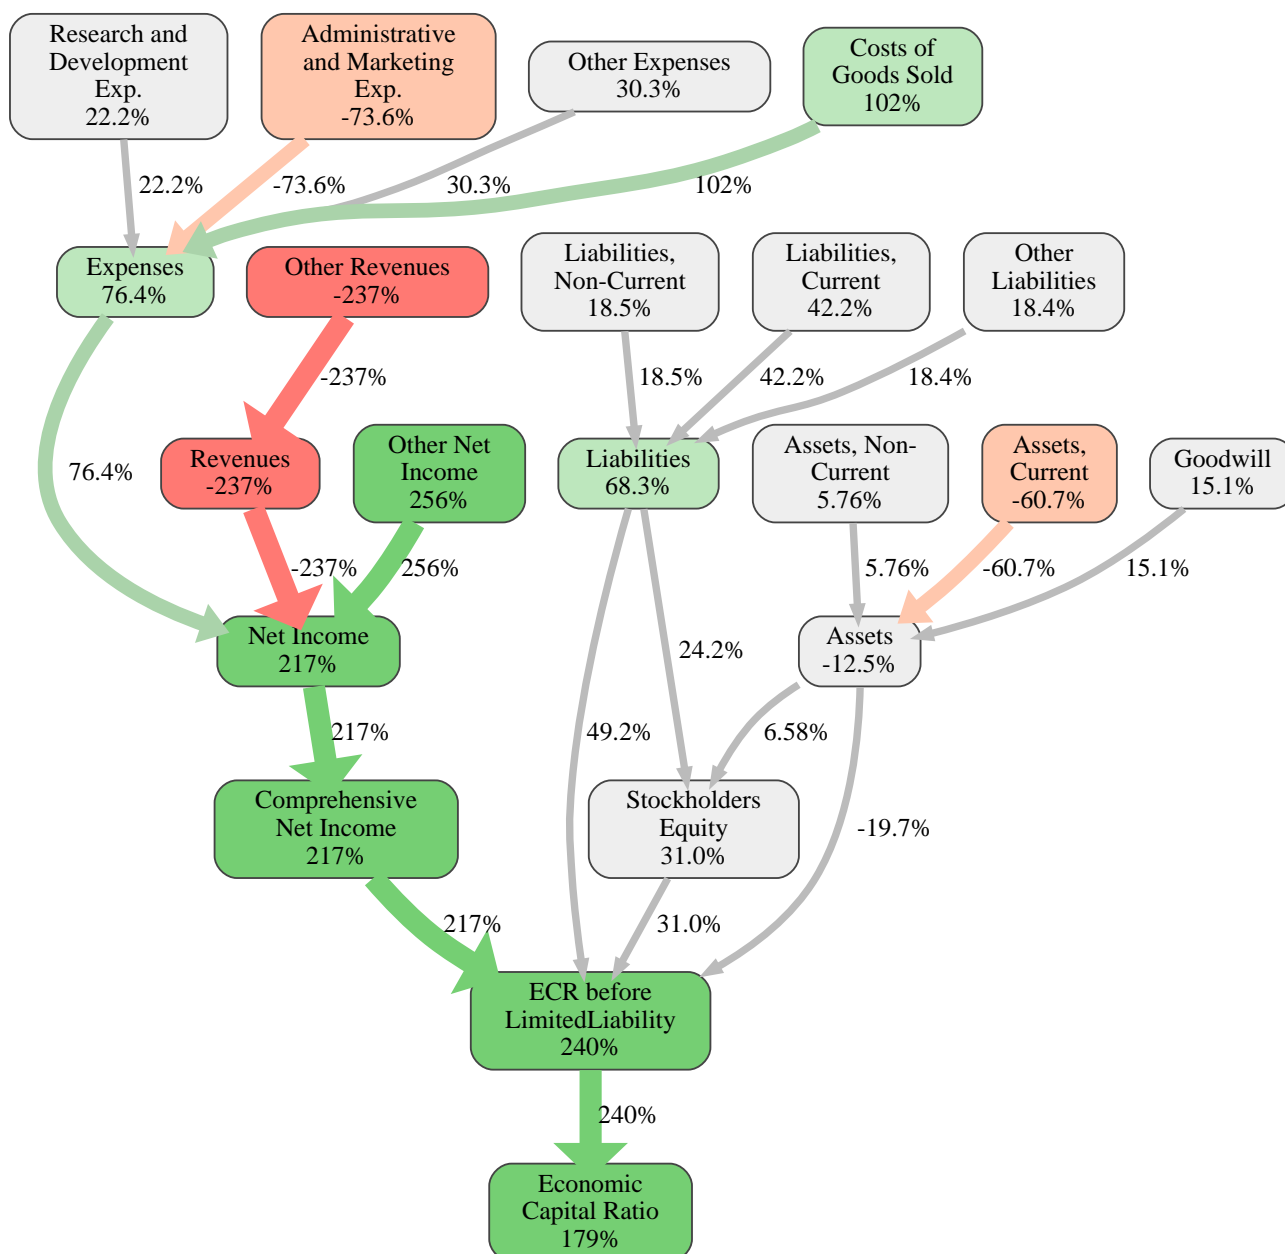 Research and
Development
Exp.
22.2%
Administrative
and Marketing
Exp.
-73.6%
Other Expenses
30.3%
Costs of
Goods Sold
102%
22.2%
-73.6%
30.3%
102%
Expenses
76.4%
Other Revenues
-237%
Liabilities,
Non-Current
18.5%
Liabilities,
Current
42.2%
Other
Liabilities
18.4%
-237%
18.5%
42.2%
18.4%
76.4%
Revenues
-237%
Other Net
Income
256%
Liabilities
68.3%
Assets, Non-
Current
5.76%
Assets,
Current
-60.7%
Goodwill
15.1%
-237%
256%
5.76%
-60.7%
15.1%
Net Income
217%
24.2%
Assets
-12.5%
217%
49.2%
6.58%
-19.7%
Comprehensive
Net Income
217%
Stockholders
Equity
31.0%
217%
31.0%
ECR before
LimitedLiability
240%
240%
Economic
Capital Ratio
179%